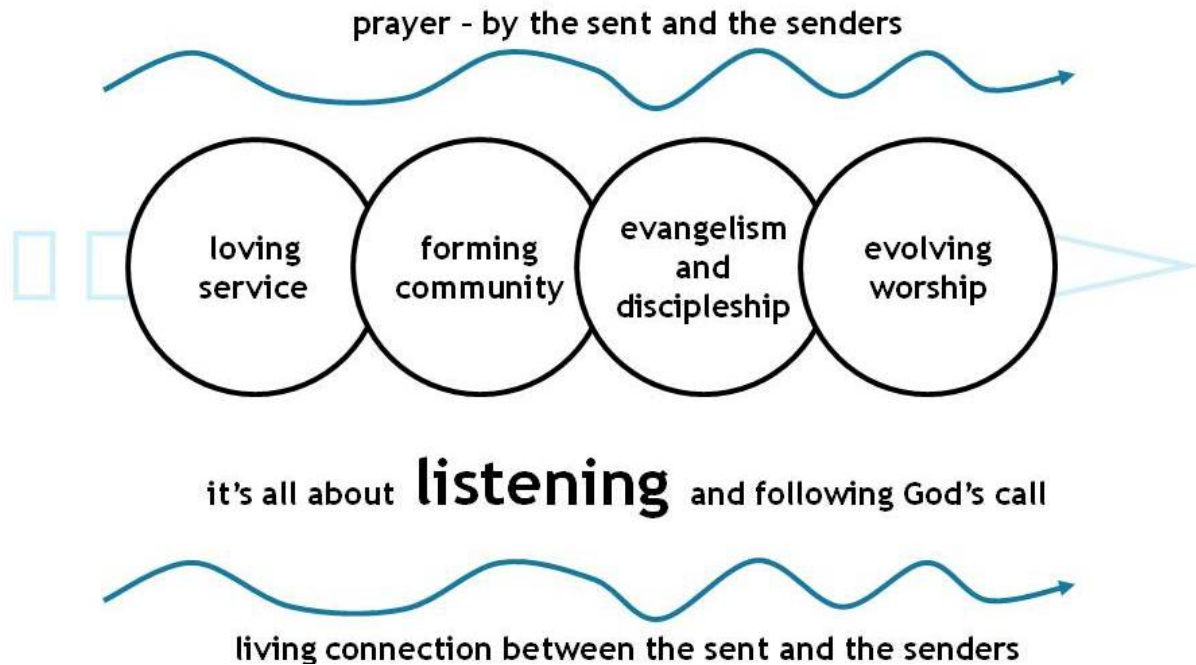 prayer - by the sent and the senders
loving
service
forming
community
evangelism
and
discipleship
evolving
worship
it's all about listening and following God's call
living connection between the sent and the senders